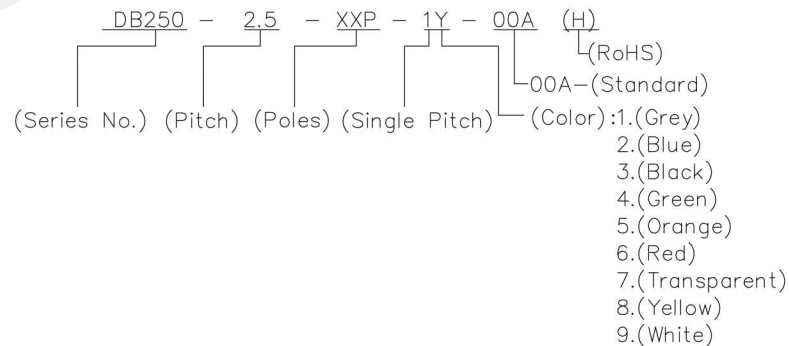 DB250 - 2.5 - XXP - 1Y - 00A (H)
(RoHS)
00A-(Standard)
(Series No.) (Pitch) (Poles) (Single Pitch) (Color):1.(Grey)
2.(Blue)
3.(Black)
4.(Green)
5.(Orange)
6.(Red)
7.(Transparent)
8.(Yellow)
9.(White)